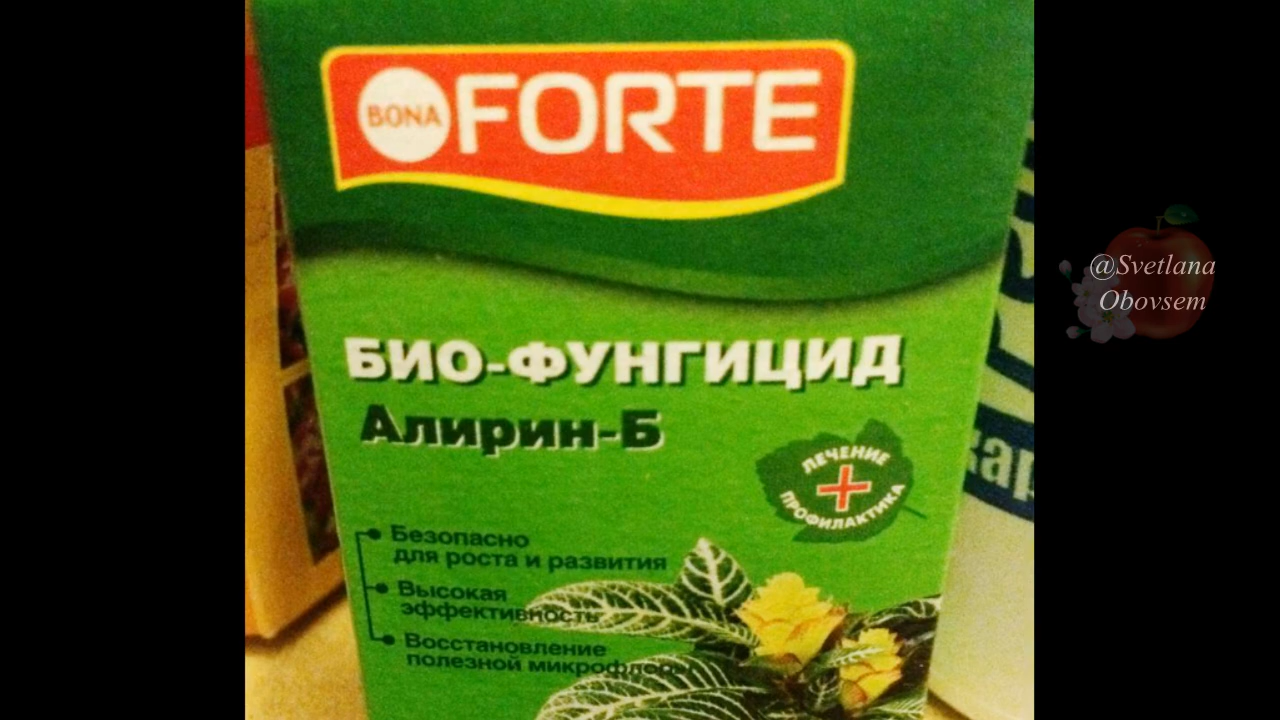 BONA FORTE
БИО-ФУНГИЦИД
Алирин-Б
ЛЕЧЕНИЕ
ПРОФИЛАКТИКА
Безопасно
для роста и развития
Высокая
эффективность
Восстановление
полезной микрофлоры
@Svetlana
Obovsem